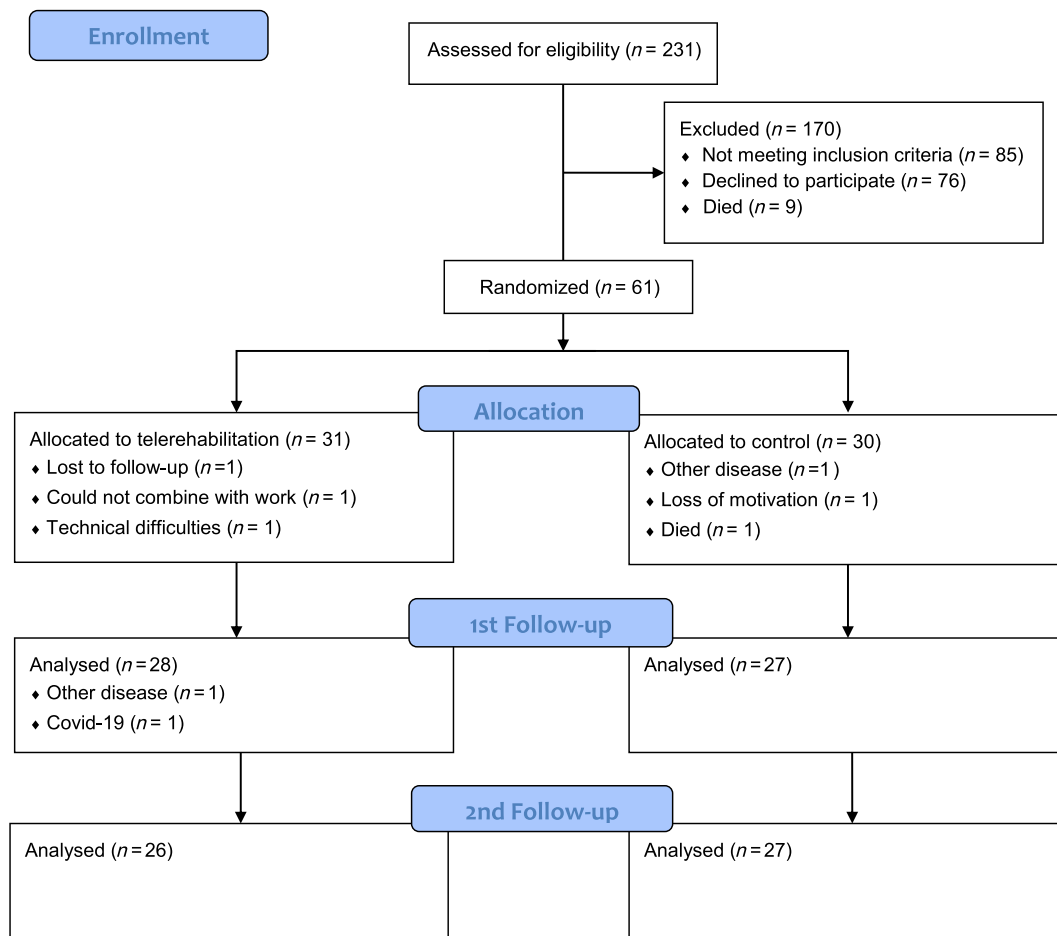 Enrollment
Assessed for eligibility (n = 231)
Excluded (n = 170)
♦ Not meeting inclusion criteria (n = 85)
♦ Declined to participate (n = 76)
♦ Died (n = 9)
Randomized (n = 61)
Allocation
Allocated to telerehabilitation (n = 31)
♦ Lost to follow-up (n =1)
♦ Could not combine with work (n = 1)
♦ Technical difficulties (n = 1)
Allocated to control (n = 30)
♦ Other disease (n =1)
♦ Loss of motivation (n = 1)
♦ Died (n = 1)
1st Follow-up
Analysed (n = 28)
♦ Other disease (n = 1)
♦ Covid-19 (n = 1)
Analysed (n = 27)
2nd Follow-up
Analysed (n = 26)
Analysed (n = 27)